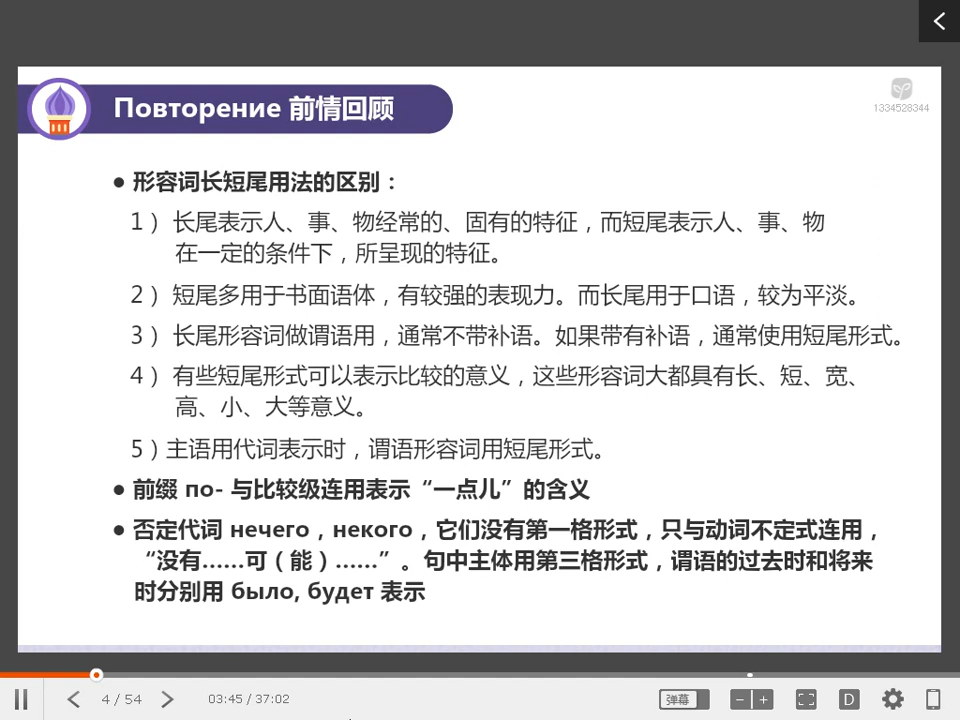 Повторение 前情回顾
1334528344
● 形容词长短尾用法的区别：
1） 长尾表示人、事、物经常的、固有的特征，而短尾表示人、事、物
在一定的条件下，所呈现的特征。
2） 短尾多用于书面语体，有较强的表现力。而长尾用于口语，较为平淡。
3） 长尾形容词做谓语用，通常不带补语。如果带有补语，通常使用短尾形式。
4） 有些短尾形式可以表示比较的意义，这些形容词大都具有长、短、宽、
高、小、大等意义。
5）主语用代词表示时，谓语形容词用短尾形式。
● 前缀 по- 与比较级连用表示“一点儿”的含义
● 否定代词 нечего，некого，它们没有第一格形式，只与动词不定式连用，
“没有……可（能）……”。句中主体用第三格形式，谓语的过去时和将来
时分别用 было, будет 表示
4 / 54 03:45 / 37:02 弹幕 D